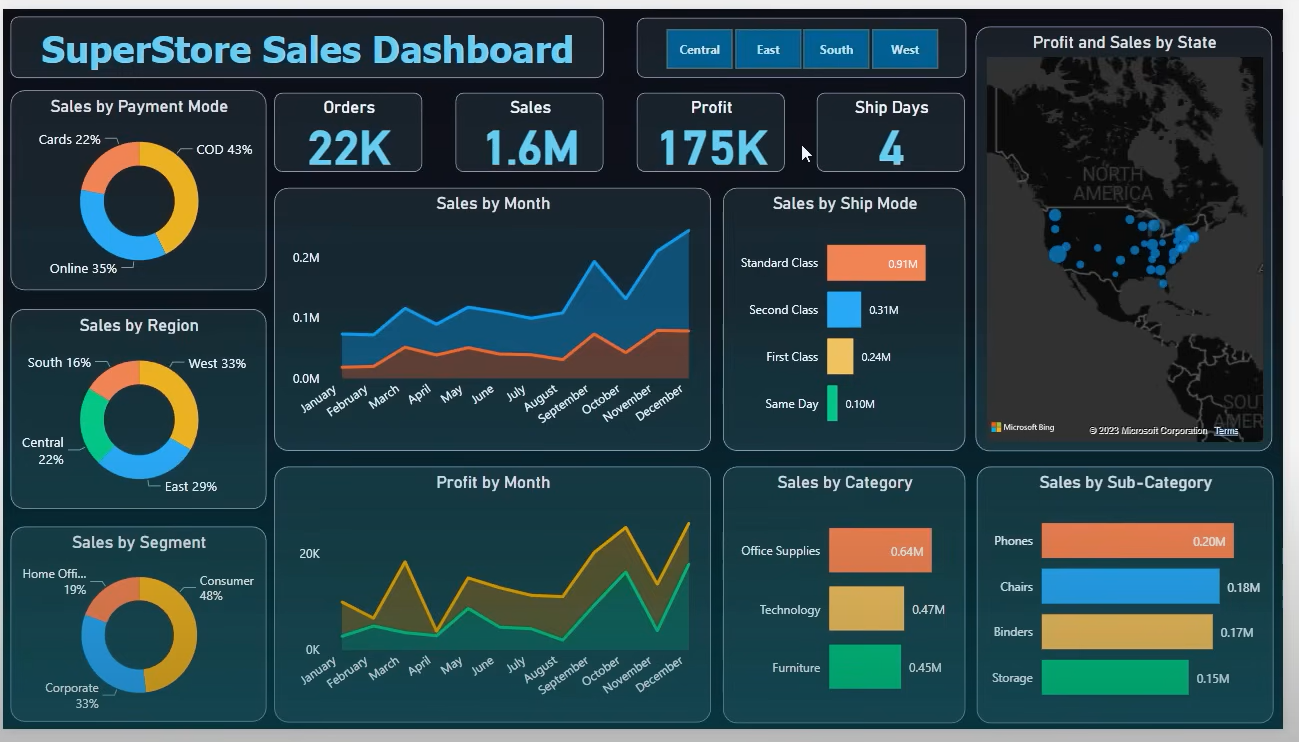 SuperStore Sales Dashboard
Central
East
South
West
Profit and Sales by State
Sales by Payment Mode
Cards 22%
COD 43%
Online 35%
Orders
22K
Sales
1.6M
Profit
175K
Ship Days
4
NORTH
AMERICA
Microsoft Bing
© 2023 Microsoft Corporation
Terms
Sales by Month
0.2M
0.1M
0.0M
January
February
March
April
May
June
July
August
September
October
November
December
Sales by Ship Mode
Standard Class
0.91M
Second Class
0.31M
First Class
0.24M
Same Day
0.10M
Sales by Region
South 16%
West 33%
Central
22%
East 29%
Sales by Segment
Home Offi...
19%
Consumer
48%
Corporate
33%
Profit by Month
20K
0K
January
February
March
April
May
June
July
August
September
October
November
December
Sales by Category
Office Supplies
0.64M
Technology
0.47M
Furniture
0.45M
Sales by Sub-Category
Phones
0.20M
Chairs
0.18M
Binders
0.17M
Storage
0.15M